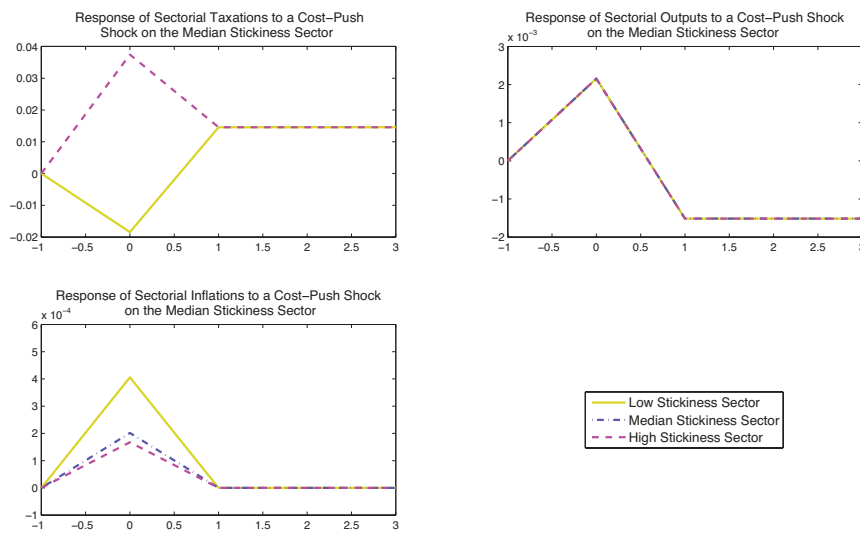 Response of Sectorial Taxations to a Cost−Push
Shock on the Median Stickiness Sector
0.04
0.03
0.02
0.01
0
−0.01
−0.02
−1 −0.5 0 0.5 1 1.5 2 2.5 3
Response of Sectorial Outputs to a Cost−Push Shock
on the Median Stickiness Sector
x 10⁻³
3
2
1
0
−1
−2
−1 −0.5 0 0.5 1 1.5 2 2.5 3
Response of Sectorial Inflations to a Cost−Push Shock
on the Median Stickiness Sector
x 10⁻⁴
6
5
4
3
2
1
0
−1
−1 −0.5 0 0.5 1 1.5 2 2.5 3
Low Stickiness Sector
Median Stickiness Sector
High Stickiness Sector